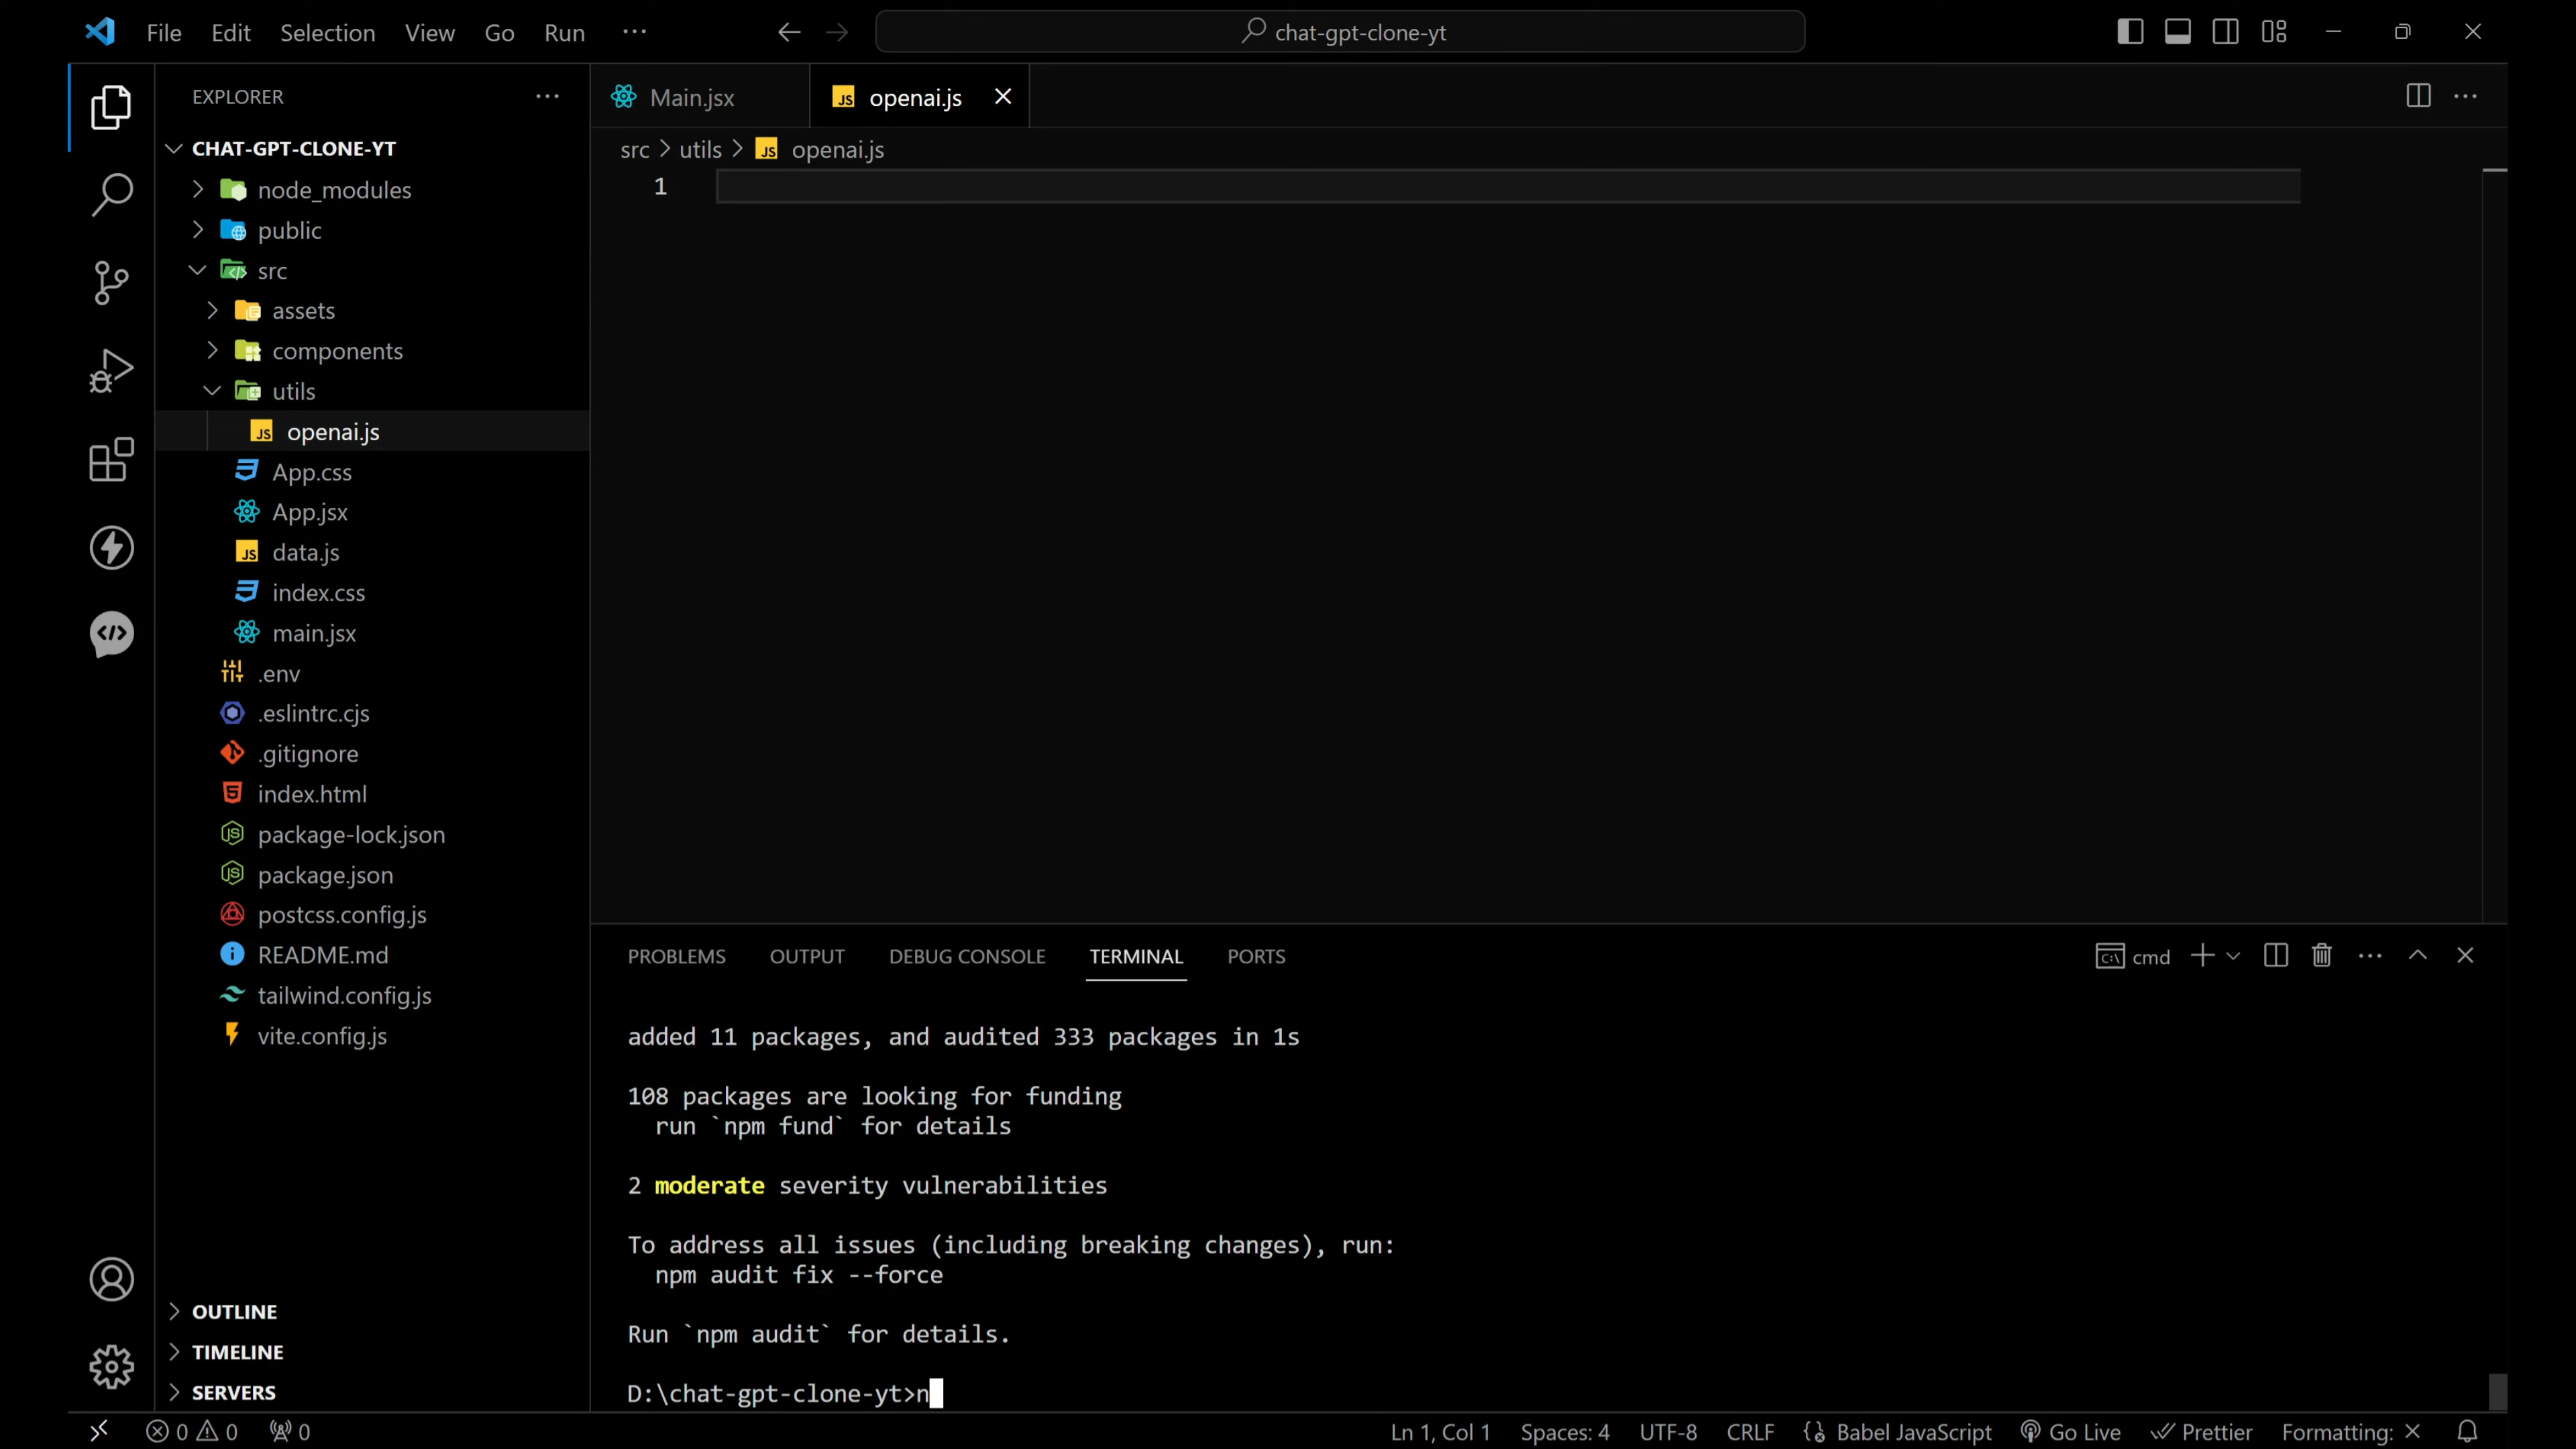 File Edit Selection View Go Run ··· chat-gpt-clone-yt
EXPLORER ···
CHAT-GPT-CLONE-YT
node_modules
public
src
assets
components
utils
openai.js
App.css
App.jsx
data.js
index.css
main.jsx
.env
.eslintrc.cjs
.gitignore
index.html
package-lock.json
package.json
postcss.config.js
README.md
tailwind.config.js
vite.config.js
OUTLINE
TIMELINE
SERVERS
Main.jsx openai.js
src > utils > JS openai.js
1
PROBLEMS OUTPUT DEBUG CONSOLE TERMINAL PORTS cmd
added 11 packages, and audited 333 packages in 1s
108 packages are looking for funding
run `npm fund` for details
2 moderate severity vulnerabilities
To address all issues (including breaking changes), run:
npm audit fix --force
Run `npm audit` for details.
D:\chat-gpt-clone-yt>n
0 0 0 Ln 1, Col 1 Spaces: 4 UTF-8 CRLF Babel JavaScript Go Live Prettier Formatting: ×